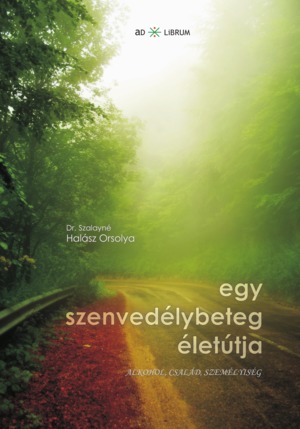 aD LiBRUM
Dr. Szalayné
Halász Orsolya
egy
szenvedélybeteg
életútja
ALKOHOL, CSALÁD, SZEMÉLYISÉG